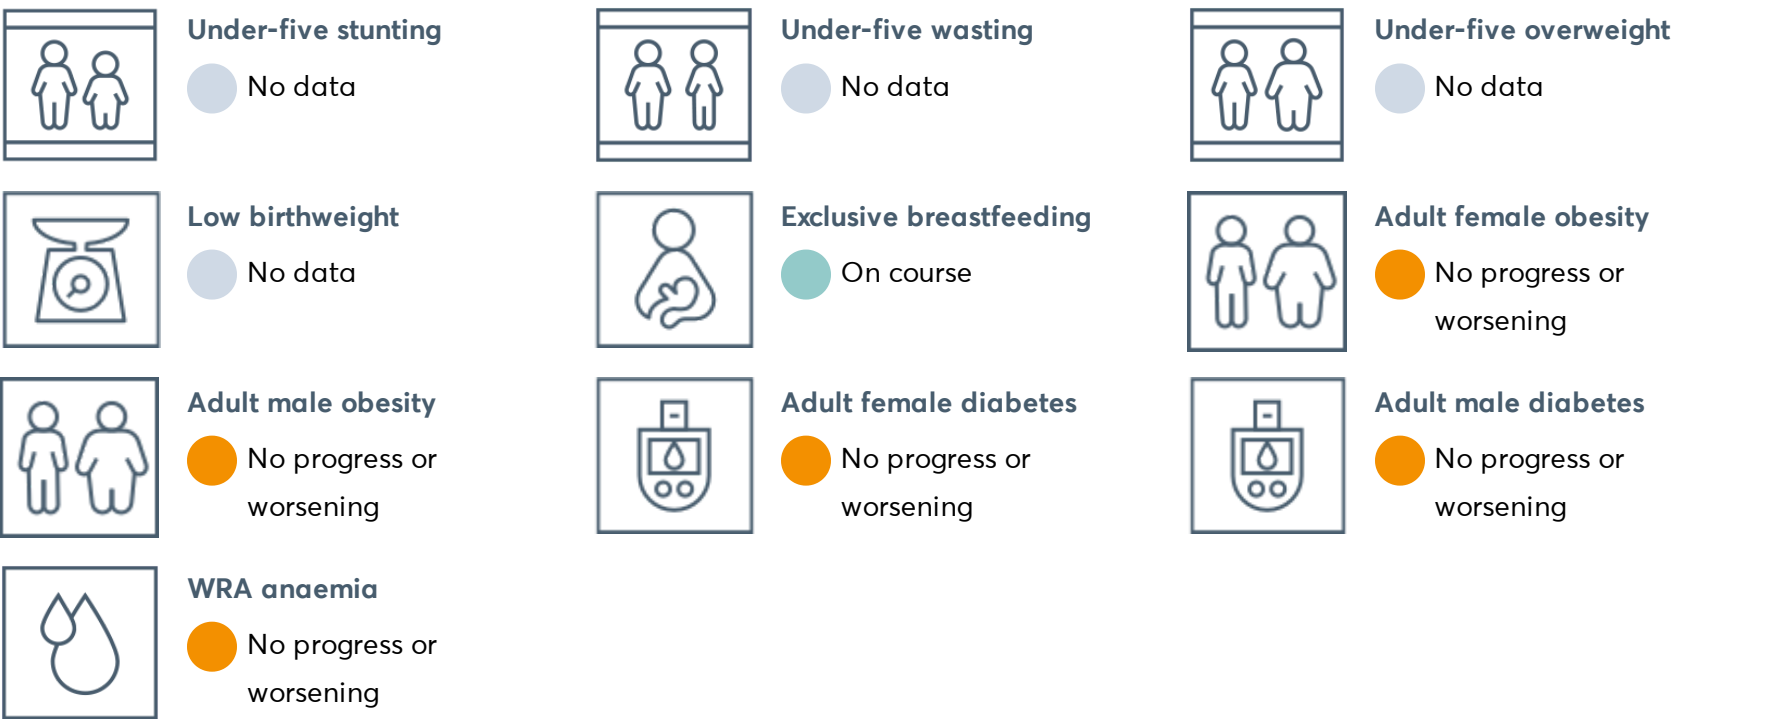 Under-five stunting
No data
Under-five wasting
No data
Under-five overweight
No data
Low birthweight
No data
Exclusive breastfeeding
On course
Adult female obesity
No progress or
worsening
Adult male obesity
No progress or
worsening
Adult female diabetes
No progress or
worsening
Adult male diabetes
No progress or
worsening
WRA anaemia
No progress or
worsening